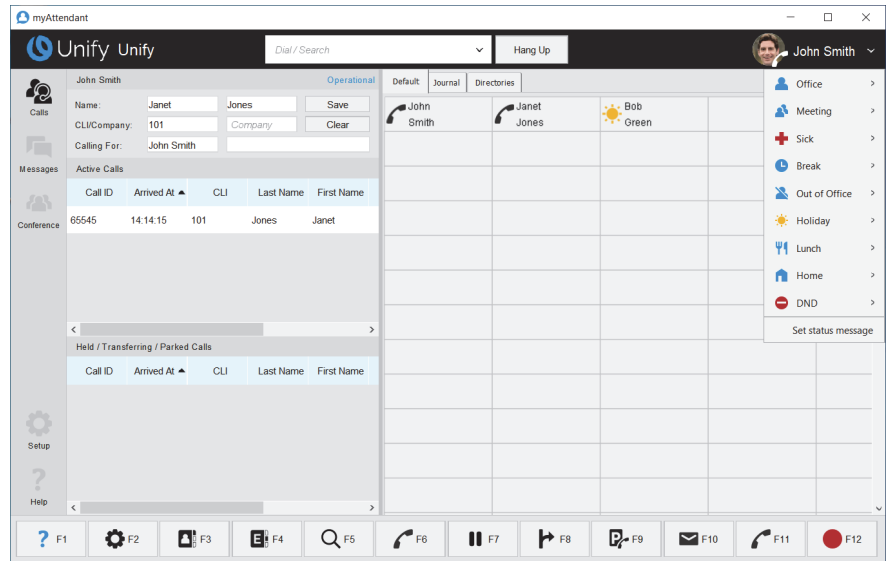 myAttendant
Unify Unify
Dial / Search
Hang Up
John Smith
Calls
Messages
Conference
Setup
Help
John Smith Operational
Name: Janet Jones Save
CLI/Company: 101 Company Clear
Calling For: John Smith
Active Calls
Call ID Arrived At CLI Last Name First Name
65545 14:14:15 101 Jones Janet
Held / Transferring / Parked Calls
Call ID Arrived At CLI Last Name First Name
Default Journal Directories
John
Smith
Janet
Jones
Bob
Green
Office
Meeting
Sick
Break
Out of Office
Holiday
Lunch
Home
DND
Set status message
? F1 F2 F3 E F4 F5 F6 F7 F8 P F9 F10 F11 F12